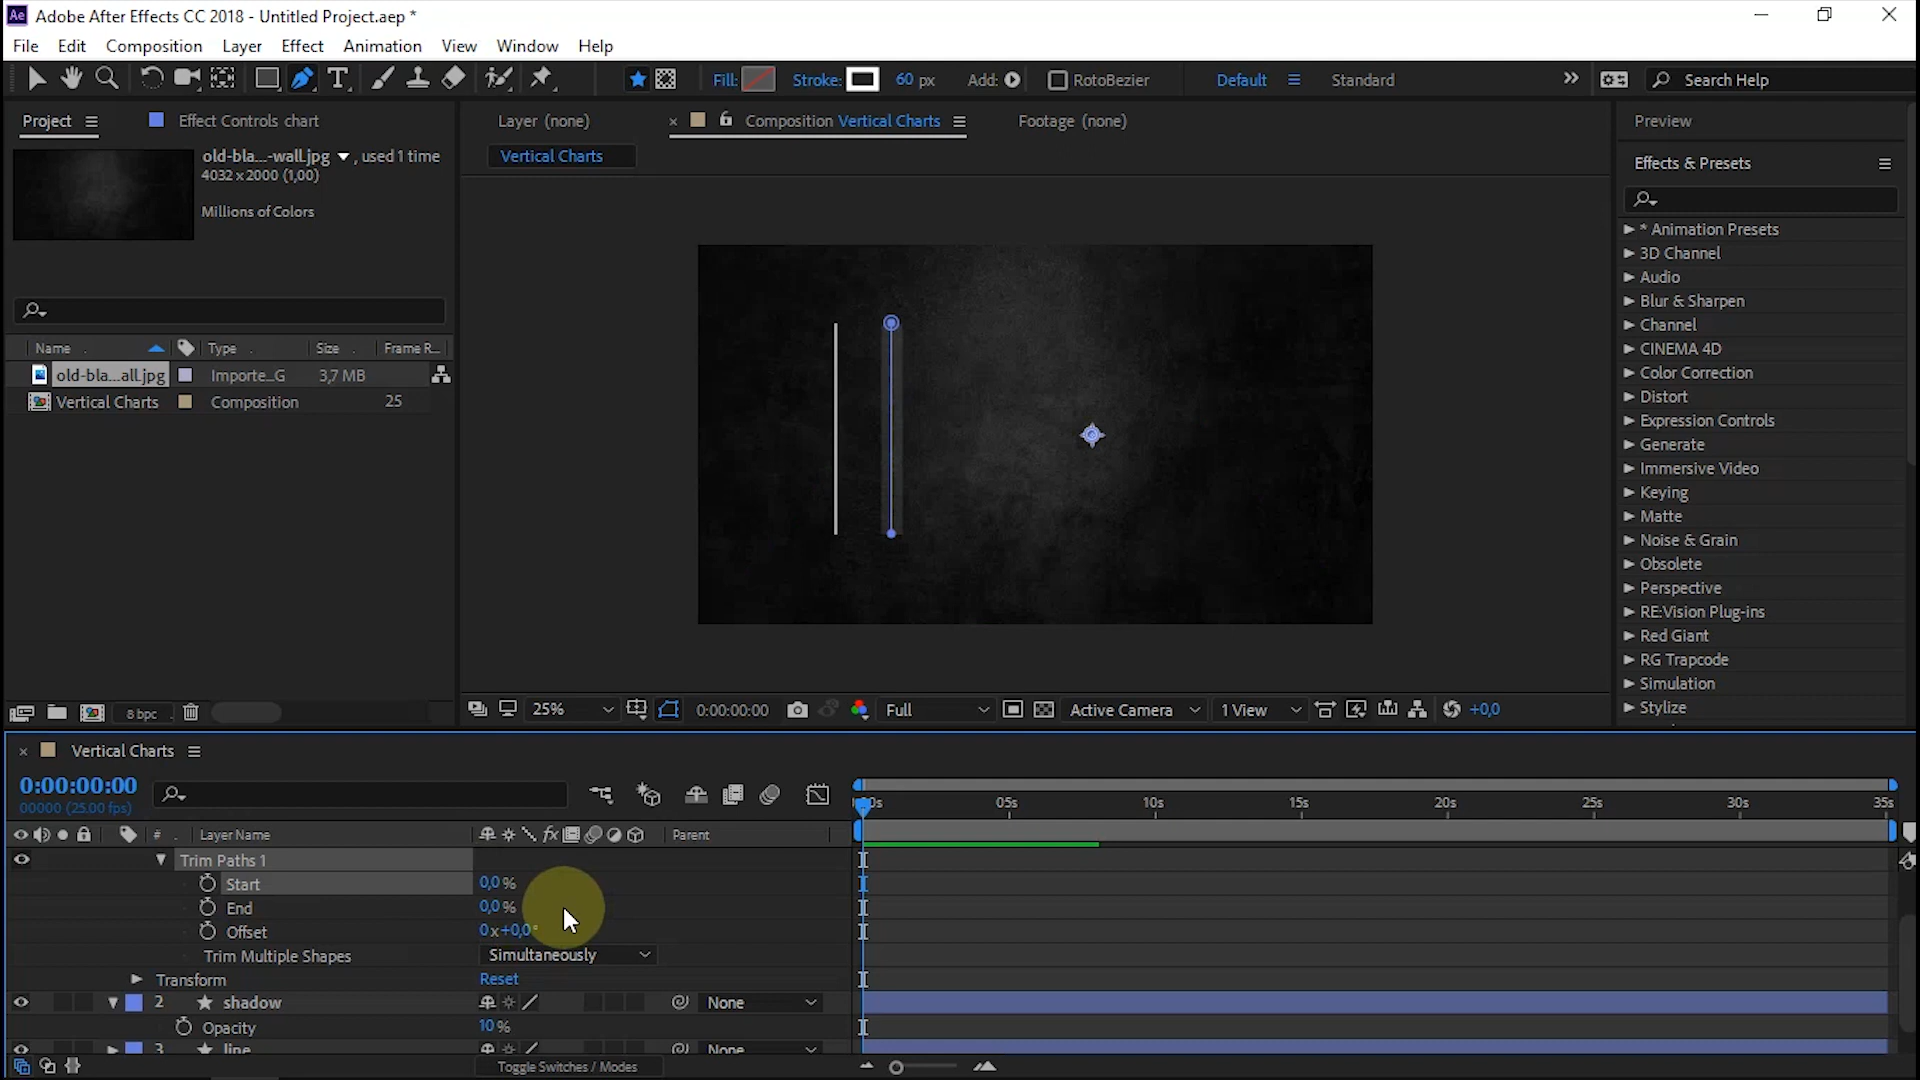 Ae Adobe After Effects CC 2018 - Untitled Project.aep *
File Edit Composition Layer Effect Animation View Window Help
Fill: Stroke: 60 px Add: RotoBezier Default Standard Search Help
Project Effect Controls chart
old-bla...-wall.jpg , used 1 time
4032 x 2000 (1,00)
Millions of Colors
Name Type Size Frame R...
old-bla...all.jpg Importe...G 3,7 MB
Vertical Charts Composition 25
8 bpc
Layer (none) Composition Vertical Charts Footage (none)
Vertical Charts
25% 0:00:00:00 Full Active Camera 1 View +0,0
Preview
Effects & Presets
* Animation Presets
3D Channel
Audio
Blur & Sharpen
Channel
CINEMA 4D
Color Correction
Distort
Expression Controls
Generate
Immersive Video
Keying
Matte
Noise & Grain
Obsolete
Perspective
RE:Vision Plug-ins
Red Giant
RG Trapcode
Simulation
Stylize
Vertical Charts
0:00:00:00
00000 (25.00 fps)
05s 10s 15s 20s 25s 30s 35s
# Layer Name Parent
Trim Paths 1
Start 0,0 %
End 0,0 %
Offset 0x+0,0°
Trim Multiple Shapes Simultaneously
Transform Reset
2 shadow None
Opacity 10 %
3 line None
Toggle Switches / Modes